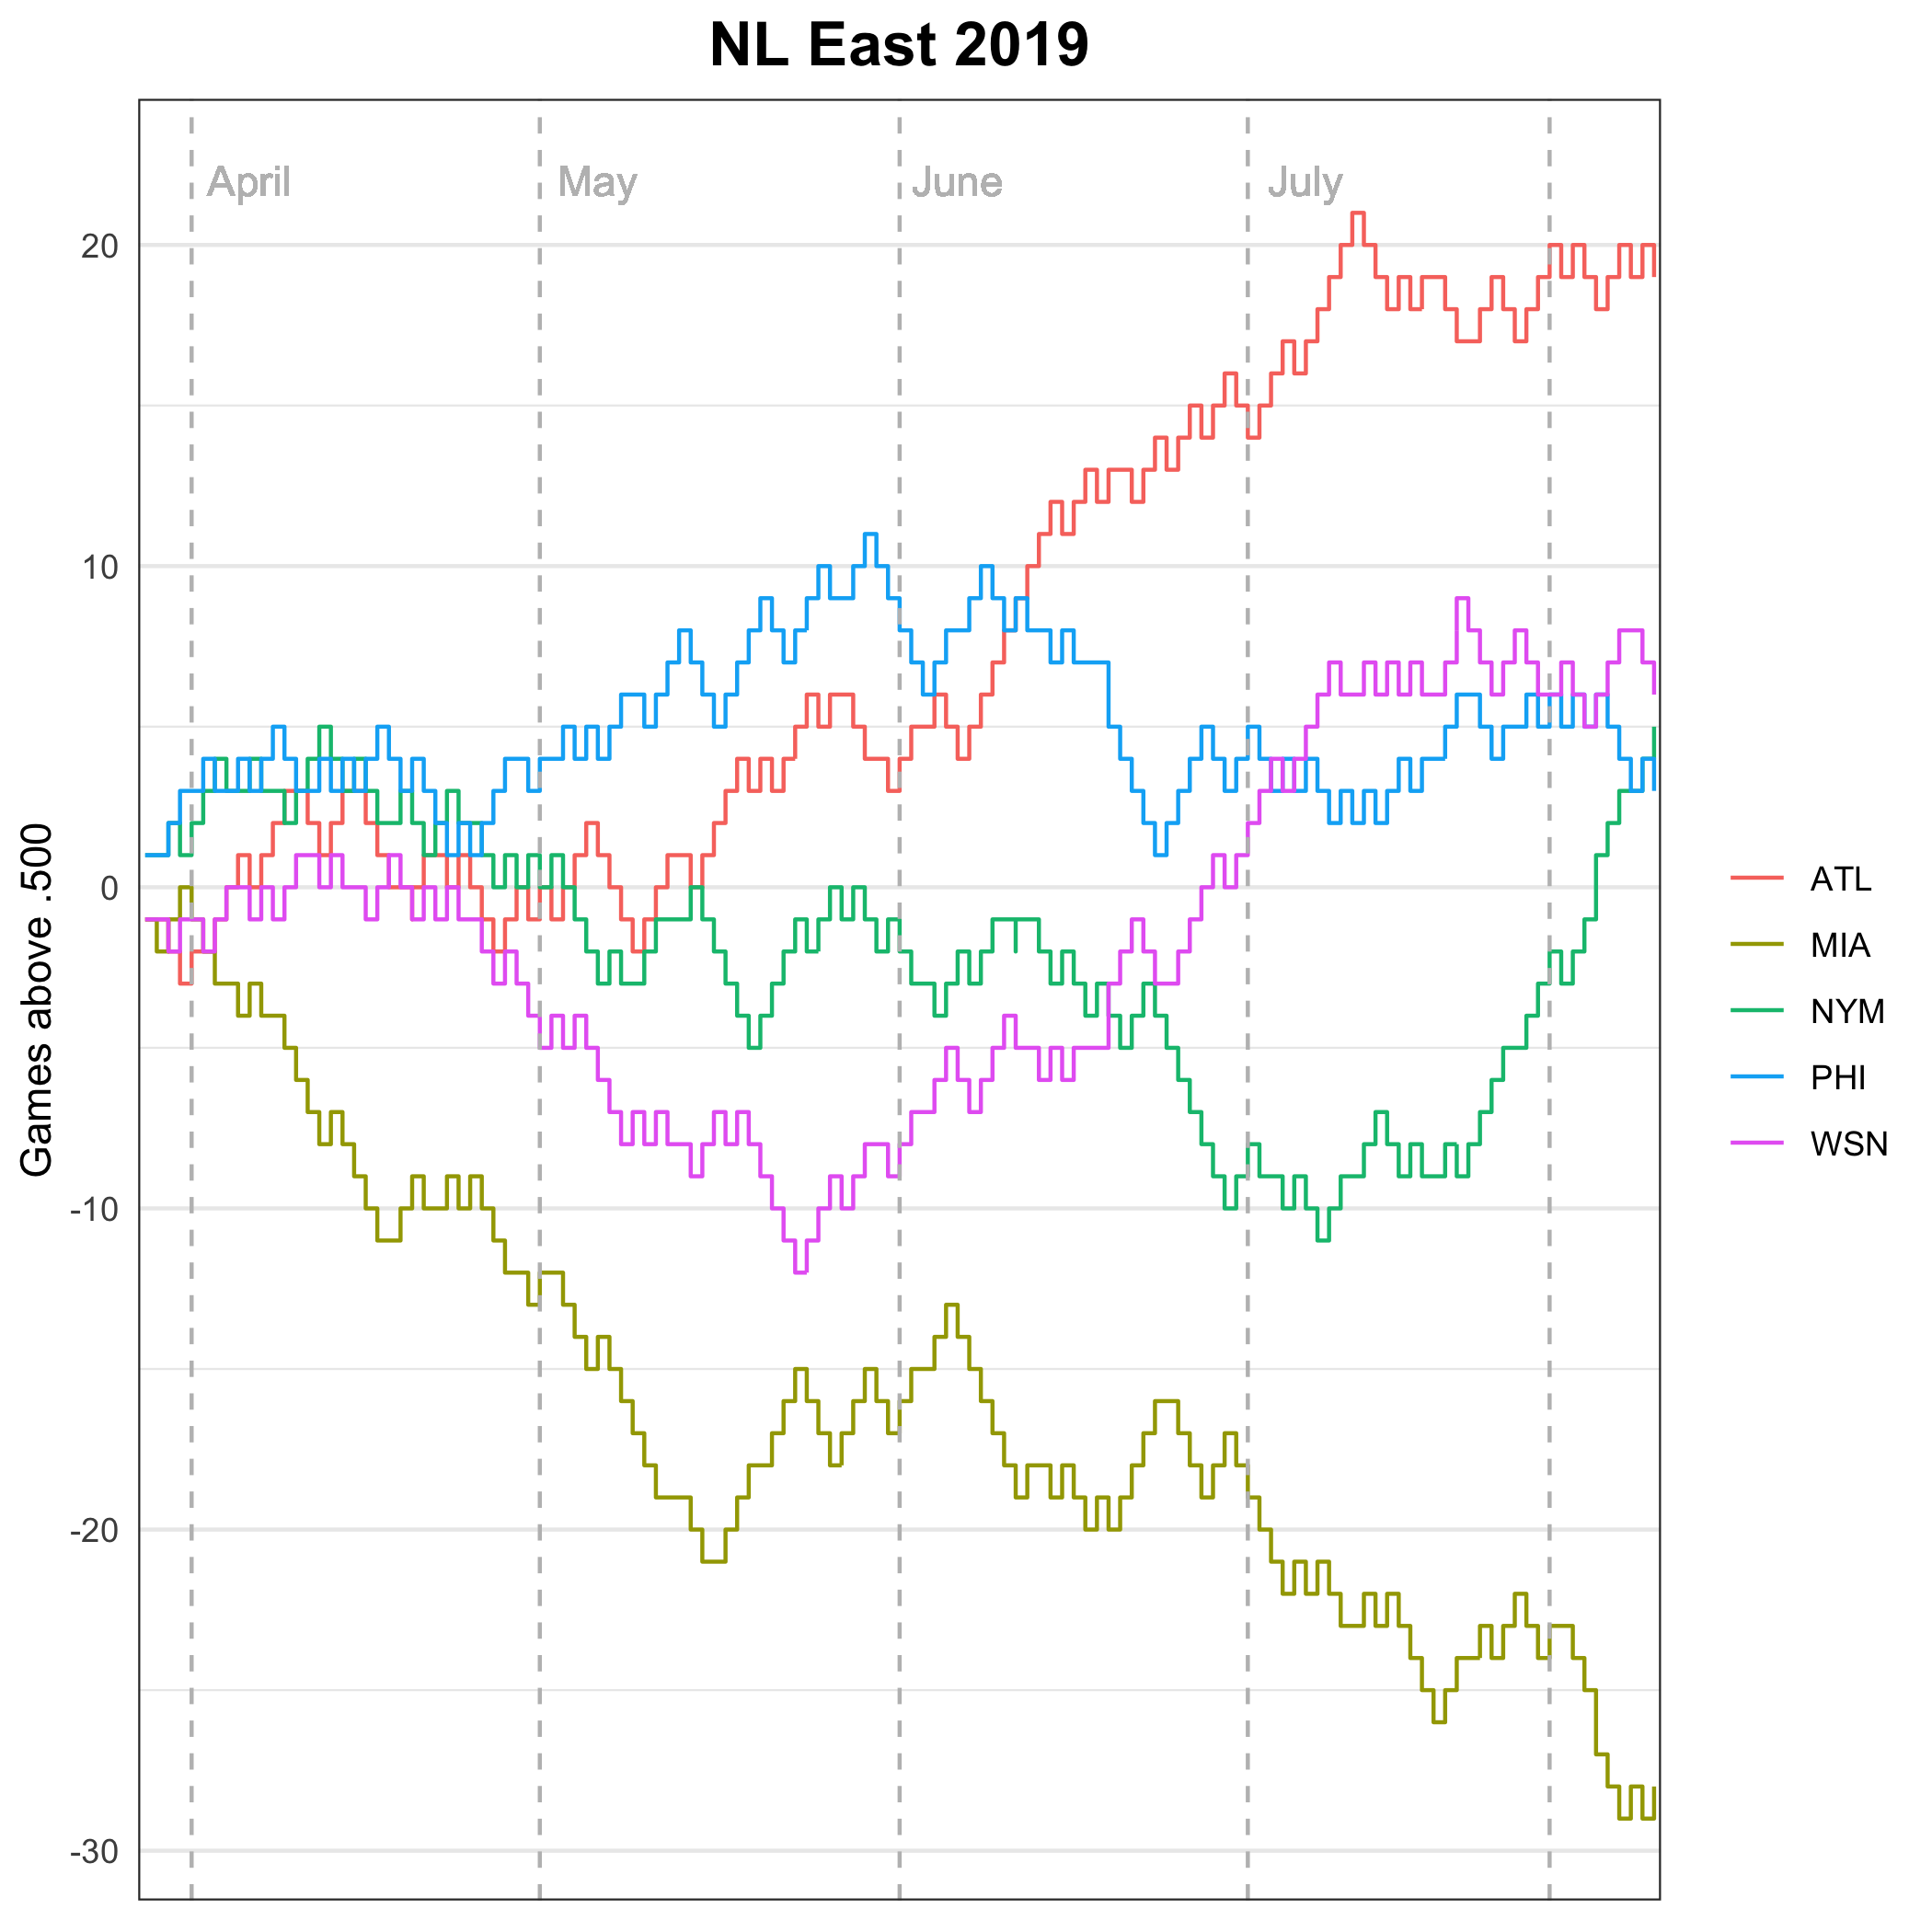 NL East 2019
April May June July
20
10
0
-10
-20
-30
Games above .500
ATL
MIA
NYM
PHI
WSN